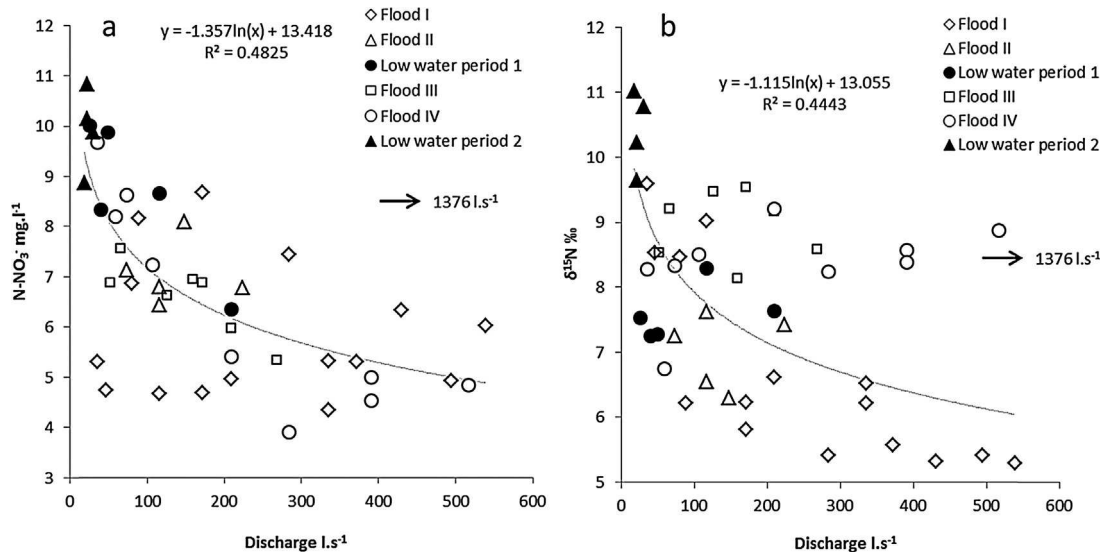 a
y = -1.357ln(x) + 13.418
R² = 0.4825
Flood I
Flood II
Low water period 1
Flood III
Flood IV
Low water period 2
1376 l.s⁻¹
12
11
10
9
8
7
6
5
4
3
N-NO₃⁻ mg.l⁻¹
0 100 200 300 400 500 600
Discharge l.s⁻¹
b
y = -1.115ln(x) + 13.055
R² = 0.4443
Flood I
Flood II
Low water period 1
Flood III
Flood IV
Low water period 2
1376 l.s⁻¹
12
11
10
9
8
7
6
5
δ¹⁵N ‰
0 100 200 300 400 500 600
Discharge l.s⁻¹